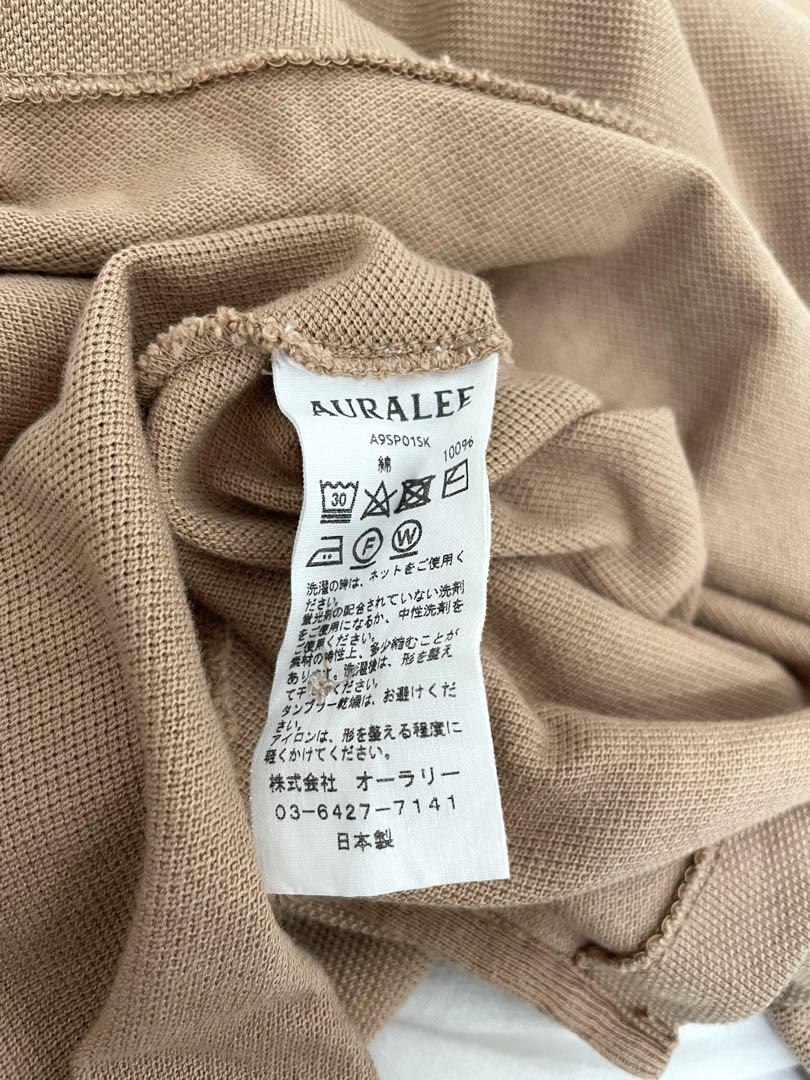 AURALEE
A9SP01SK
綿 100%
30
F W
洗濯の時は、ネットをご使用く
ださい。
蛍光剤の配合されていない洗剤
をご使用になるか、中性洗剤を
ご使用ください。
素材の特性上、多少縮むことが
あります。洗濯後は、形を整え
て干してください。
タンブラー乾燥は、お避けくだ
さい。
アイロンは、形を整える程度に
軽くかけてください。
株式会社 オーラリー
03-6427-7141
日本製